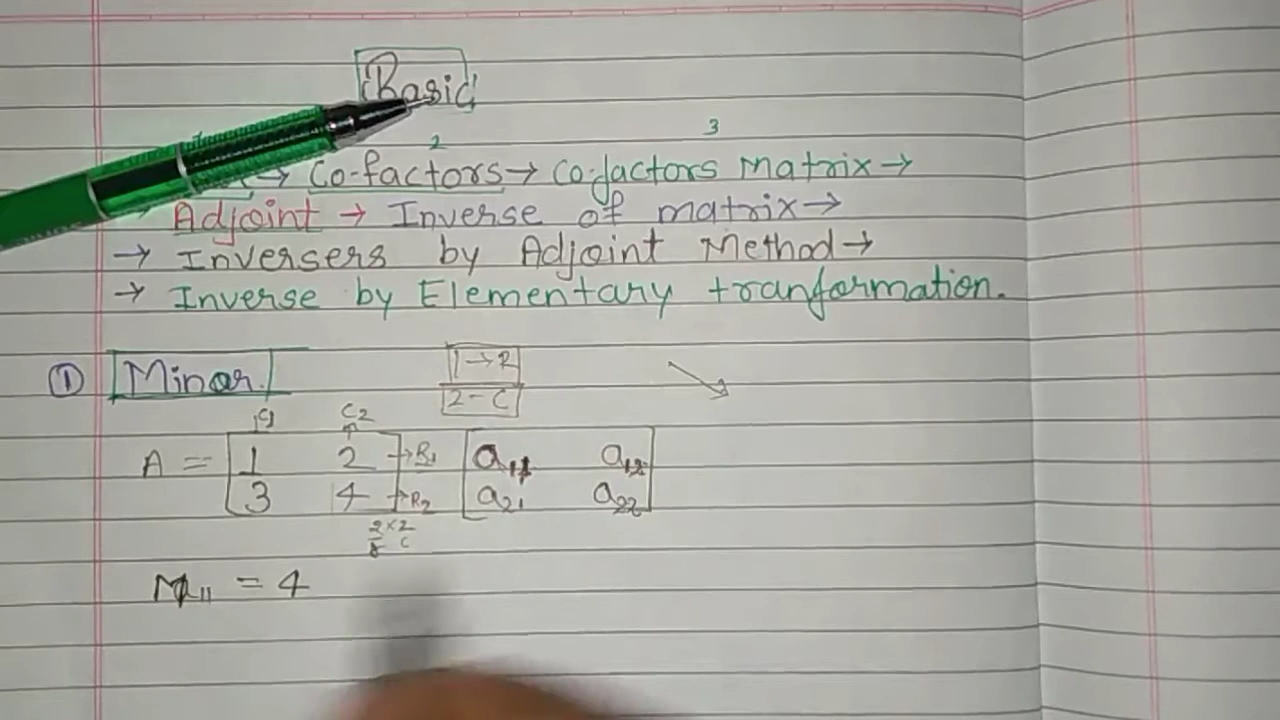 Basic
2 3
→ Co-factors → Co-factors Matrix →
Adjoint → Inverse of matrix →
→ Inversers by Adjoint Method →
→ Inverse by Elementary tranformation.
① Minor.
1 → R
2 - C
C1 C2
A = [1 2] → R1 [a11 a12]
[3 4] → R2 [a21 a22]
2×2
M11 = 4